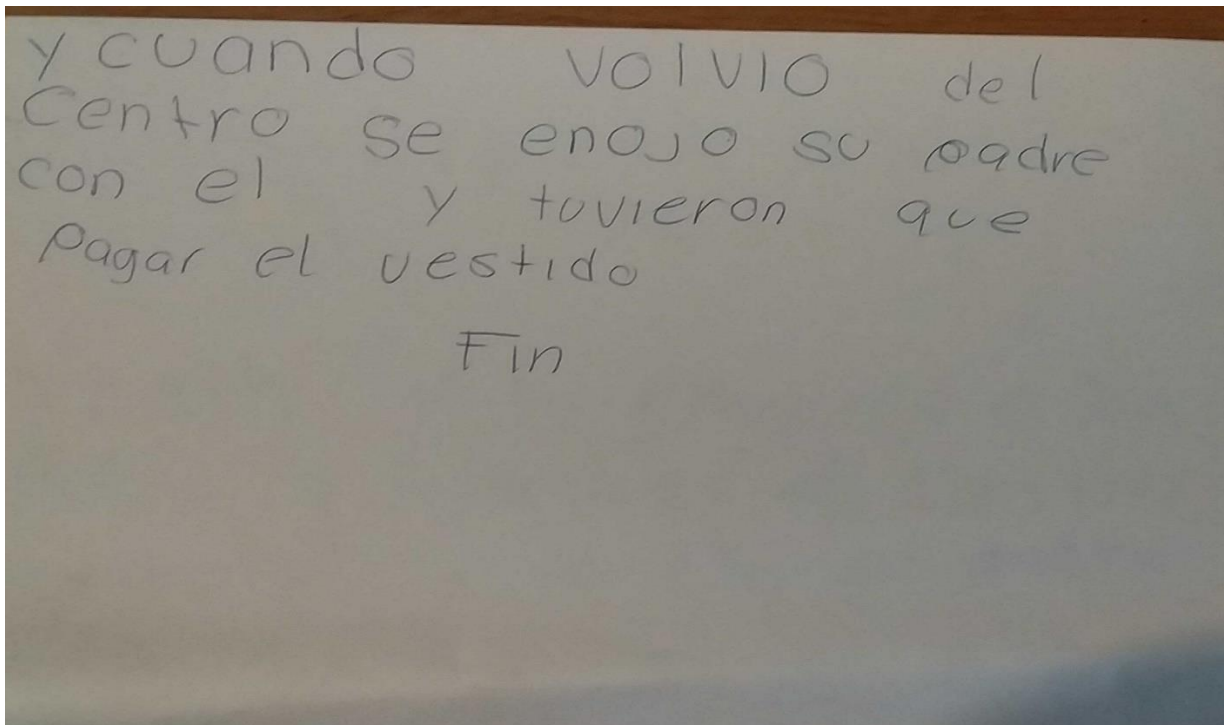 y cuando volvio del
Centro se enojo su padre
con el y tuvieron que
Pagar el vestido
Fin